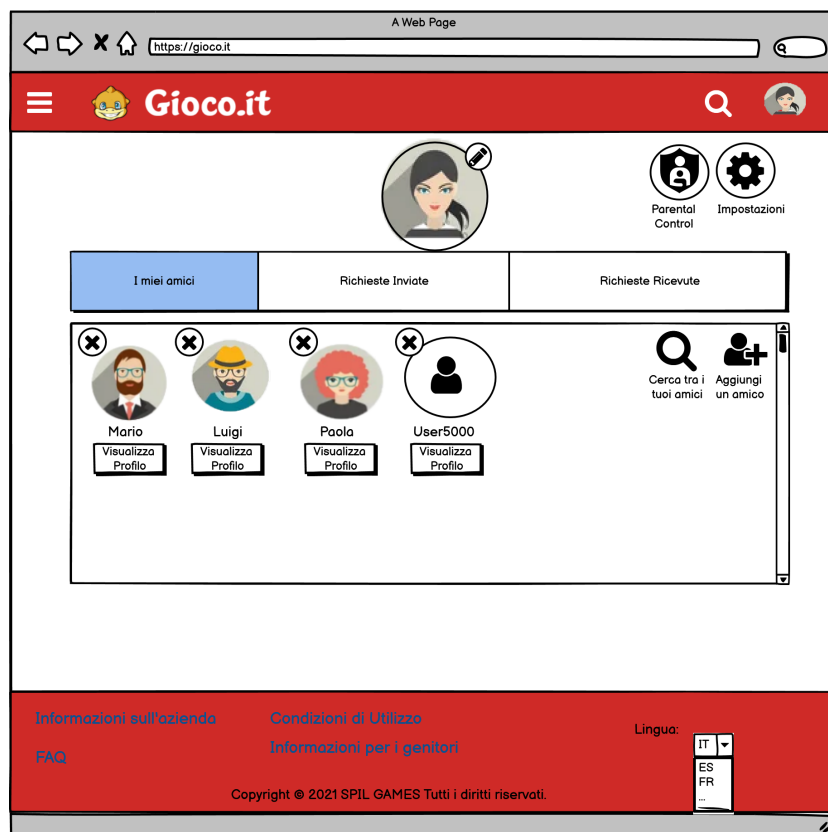 A Web Page
https://gioco.it
Gioco.it
Parental
Control
Impostazioni
I miei amici
Richieste Inviate
Richieste Ricevute
Cerca tra i
tuoi amici
Aggiungi
un amico
Mario
Luigi
Paola
User5000
Visualizza
Profilo
Visualizza
Profilo
Visualizza
Profilo
Visualizza
Profilo
Informazioni sull'azienda
Condizioni di Utilizzo
Lingua:
FAQ
Informazioni per i genitori
IT
ES
FR
...
Copyright © 2021 SPIL GAMES Tutti i diritti riservati.